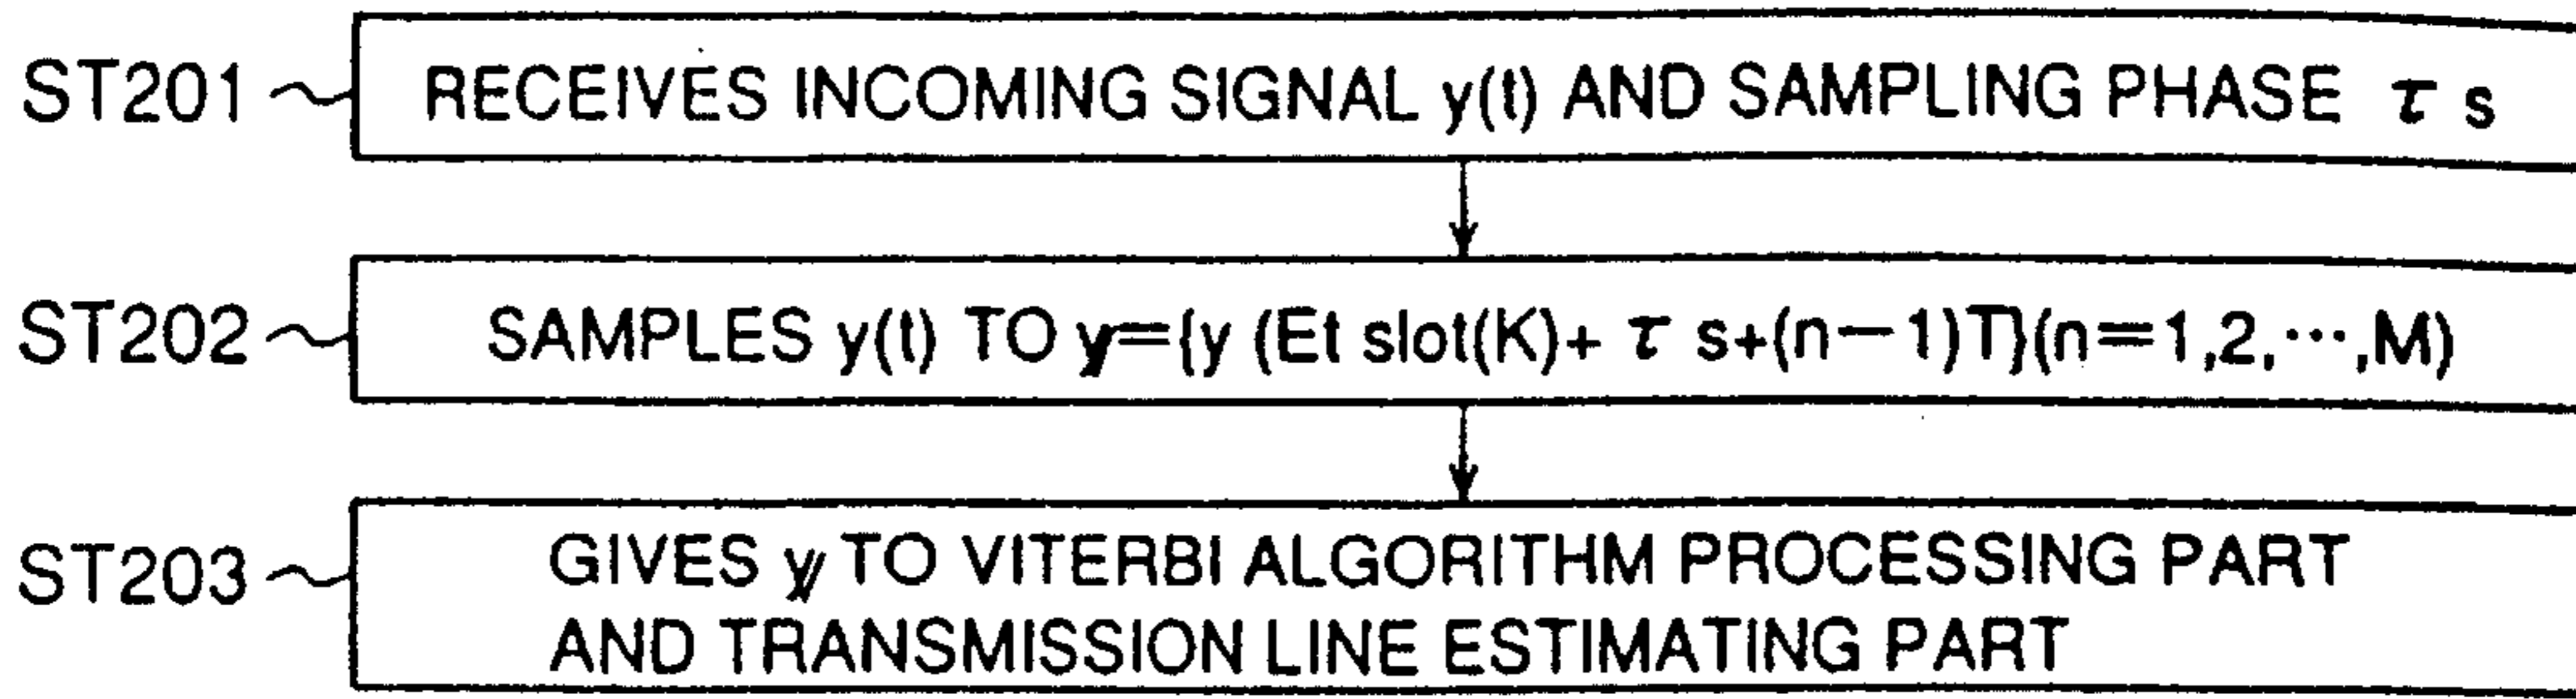 ST201 RECEIVES INCOMING SIGNAL y(t) AND SAMPLING PHASE τ s
ST202 SAMPLES y(t) TO y={y (Et slot(K)+ τ s+(n−1)T}(n=1,2,⋯,M)
ST203 GIVES y TO VITERBI ALGORITHM PROCESSING PART
AND TRANSMISSION LINE ESTIMATING PART